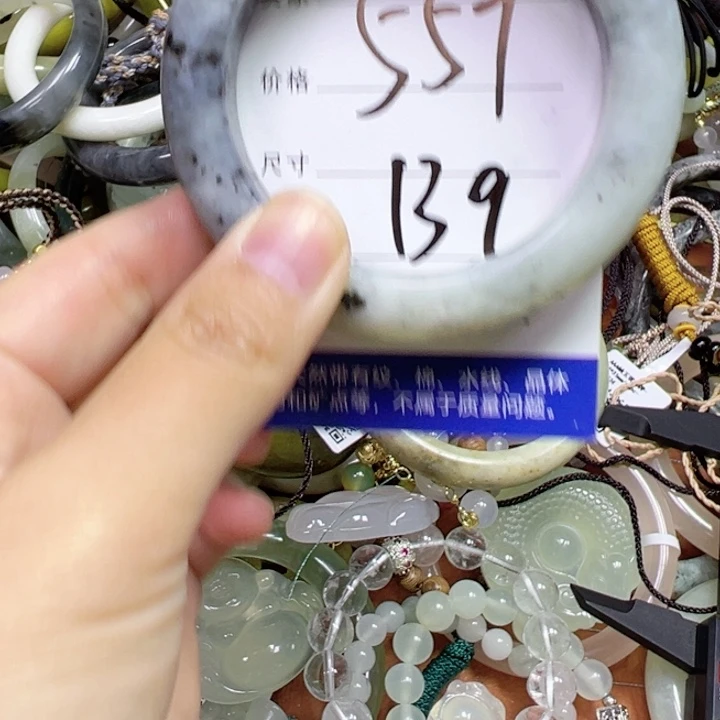 557
价格
尺寸 139
然带有纹、棉、水线、晶体
点等，不属于质量问题。